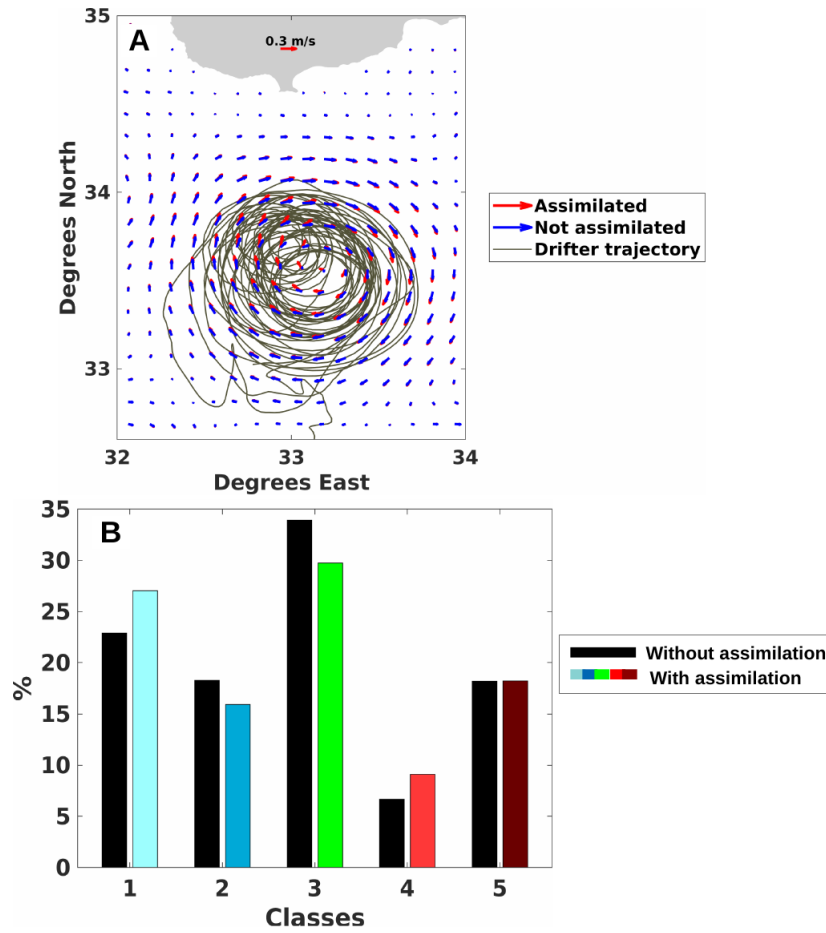 A
0.3 m/s
35
34
33
Degrees North
32
33
34
Degrees East
Assimilated
Not assimilated
Drifter trajectory
B
35
30
25
20
15
10
5
0
%
1
2
3
4
5
Classes
Without assimilation
With assimilation